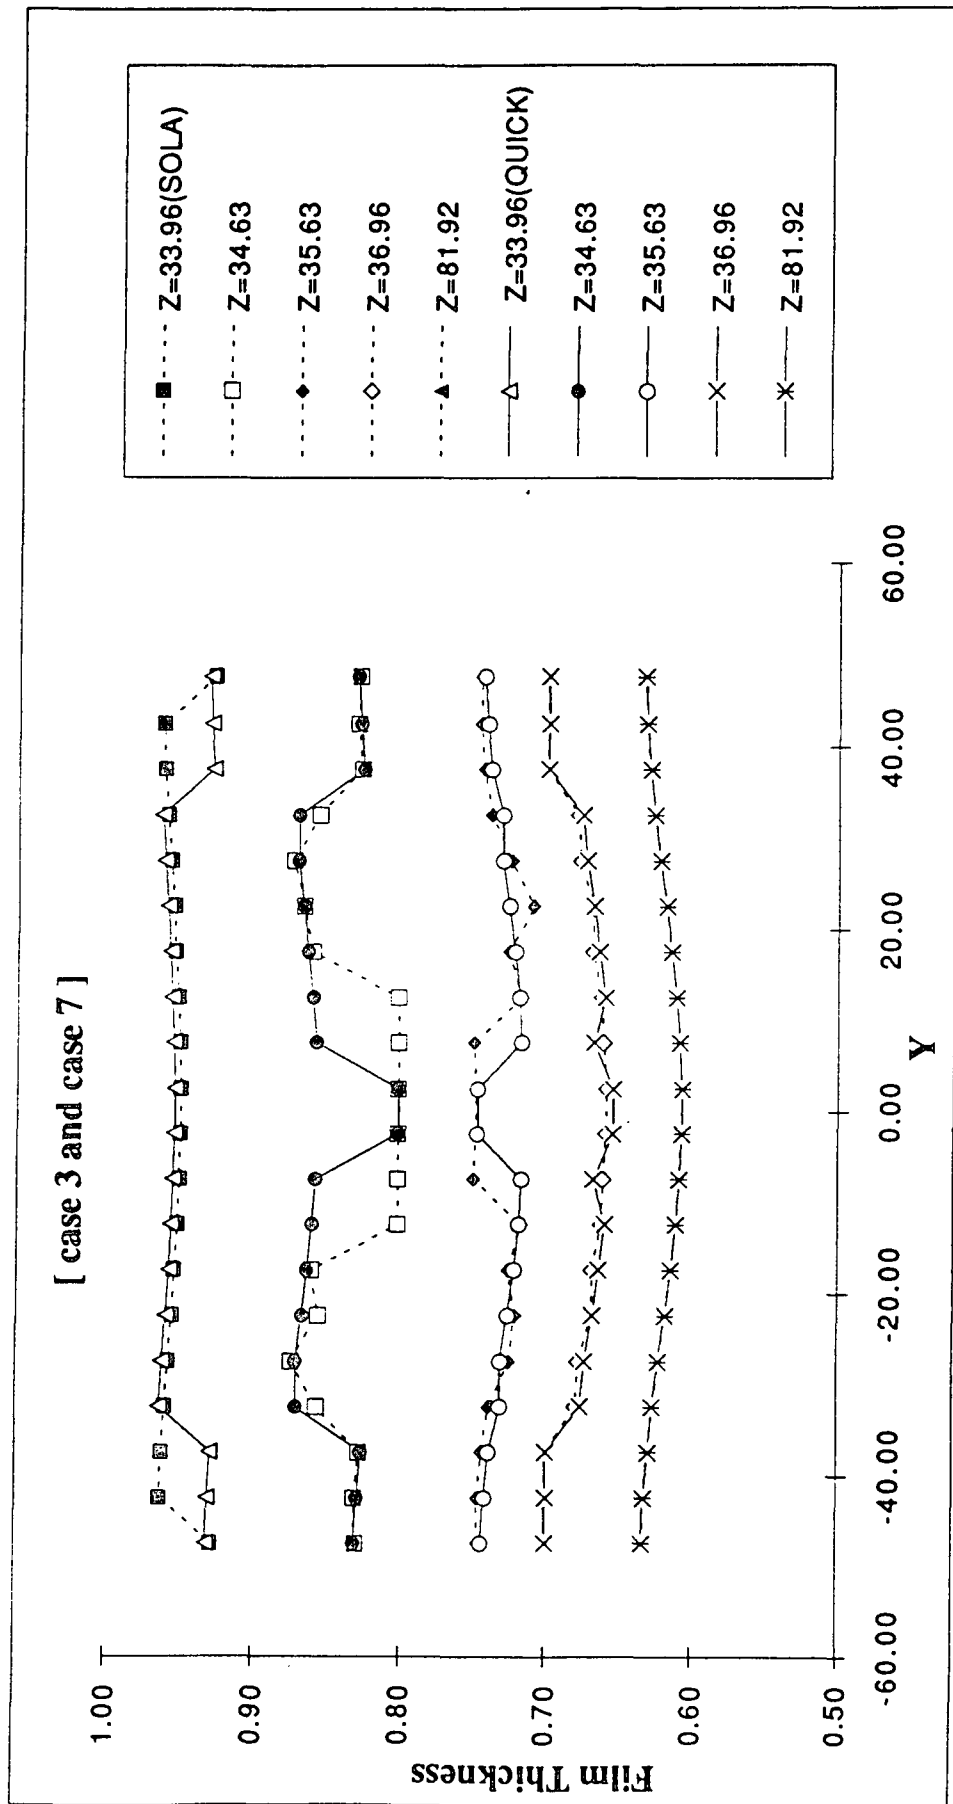 [ case 3 and case 7 ]
Film Thickness
1.00
0.90
0.80
0.70
0.60
0.50
-60.00
-40.00
-20.00
0.00
20.00
40.00
60.00
Y
Z=33.96(SOLA)
Z=34.63
Z=35.63
Z=36.96
Z=81.92
Z=33.96(QUICK)
Z=34.63
Z=35.63
Z=36.96
Z=81.92